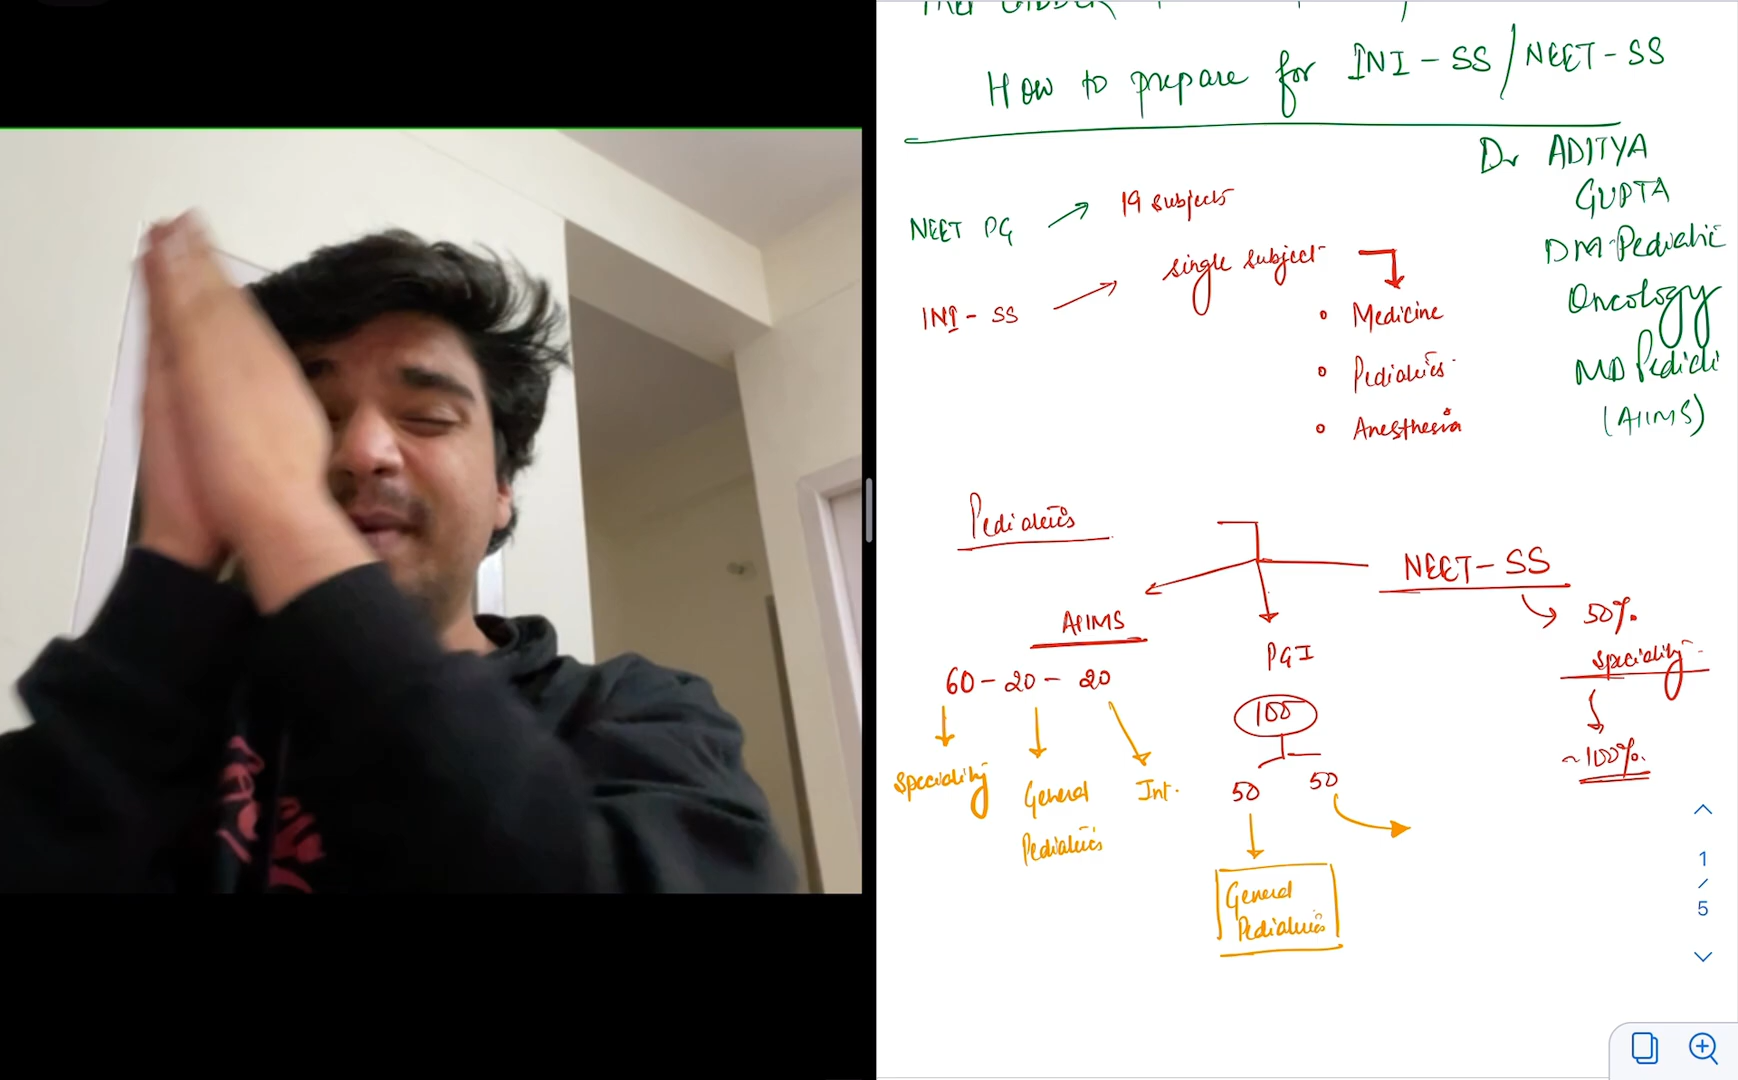 How to prepare for INI - SS / NEET - SS
Dr ADITYA
GUPTA
DM-Pediatric
Oncology
MD Pediatri
(AIIMS)
NEET PG → 19 subjects
INI - SS → single subject
• Medicine
• Pediatrics
• Anesthesia
Pediatrics
NEET - SS
50%
speciality
~100%
AIIMS
60 - 20 - 20
speciality
General
Pediatrics
Int.
PGI
100
50 50
General
Pediatrics
1
/
5